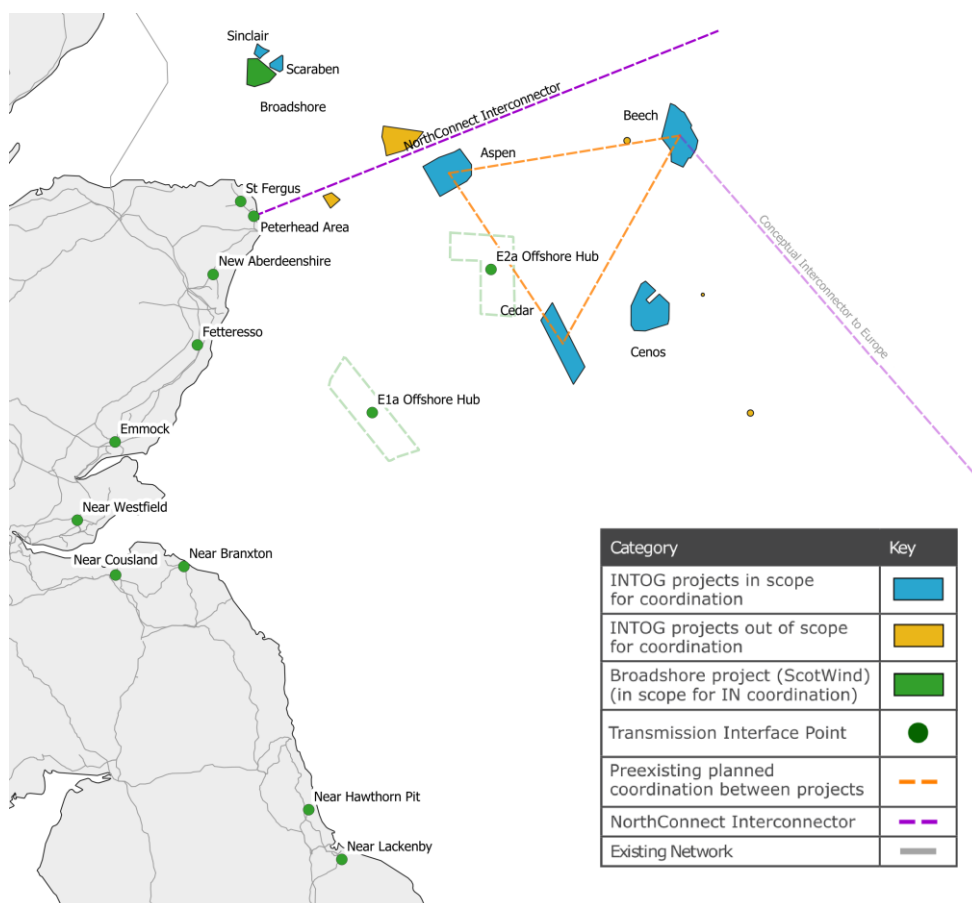 Sinclair
Scaraben
Broadshore
NorthConnect Interconnector
Beech
Aspen
St Fergus
Peterhead Area
New Aberdeenshire
E2a Offshore Hub
Cedar
Conceptual Interconnector to Europe
Fetteresso
Cenos
E1a Offshore Hub
Emmock
Near Westfield
Near Branxton
Near Cousland
Near Hawthorn Pit
Near Lackenby
Category Key
INTOG projects in scope
for coordination
INTOG projects out of scope
for coordination
Broadshore project (ScotWind)
(in scope for IN coordination)
Transmission Interface Point
Preexisting planned
coordination between projects
NorthConnect Interconnector
Existing Network